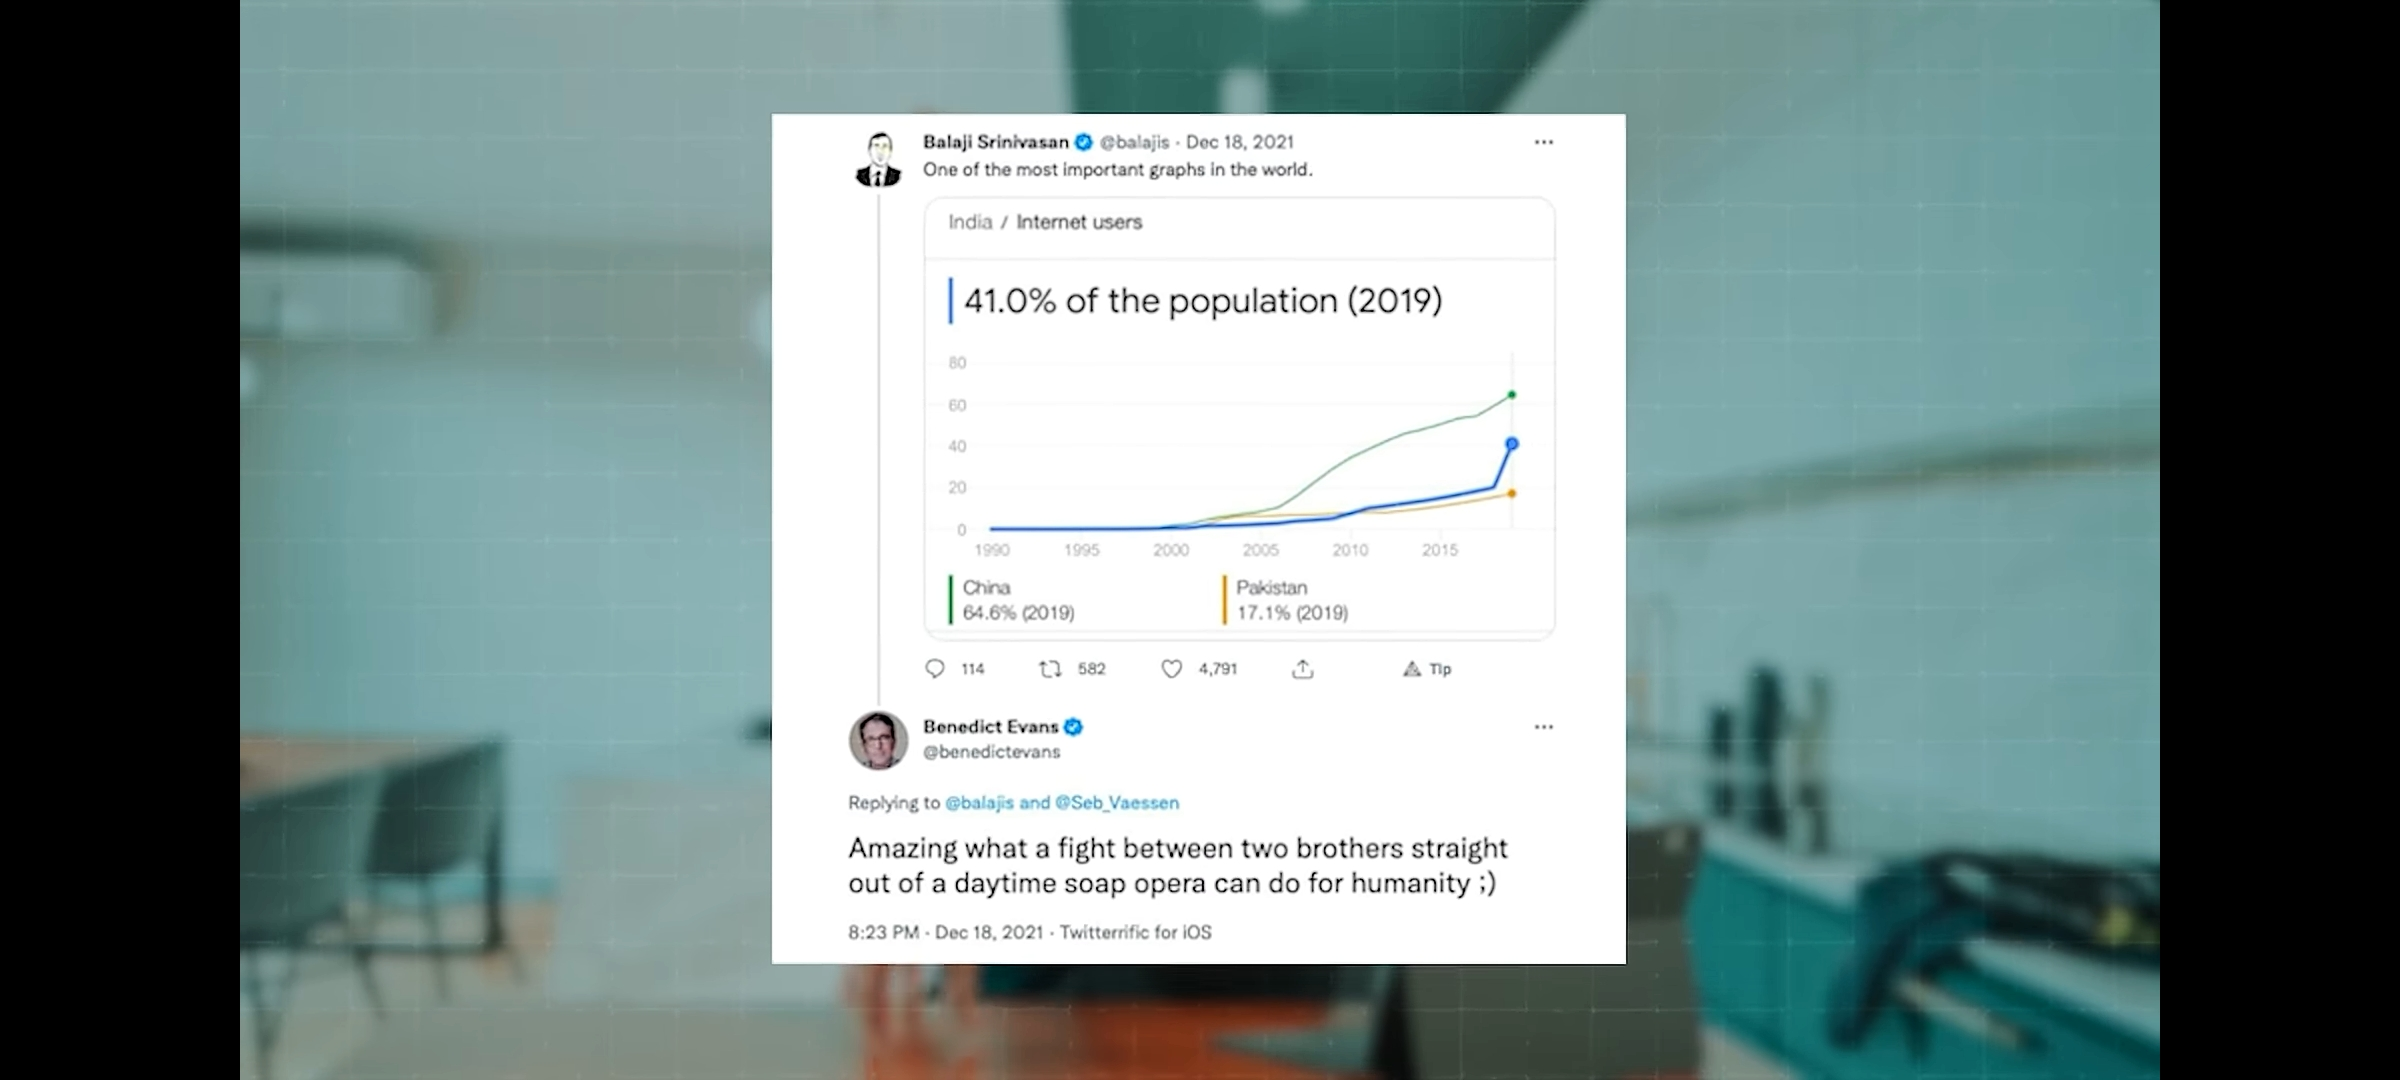 Balaji Srinivasan @balajis · Dec 18, 2021
One of the most important graphs in the world.
India / Internet users
41.0% of the population (2019)
80
60
40
20
0
1990 1995 2000 2005 2010 2015
China
64.6% (2019)
Pakistan
17.1% (2019)
114 582 4,791 Tip
Benedict Evans
@benedictevans
Replying to @balajis and @Seb_Vaessen
Amazing what a fight between two brothers straight
out of a daytime soap opera can do for humanity ;)
8:23 PM · Dec 18, 2021 · Twitterrific for iOS